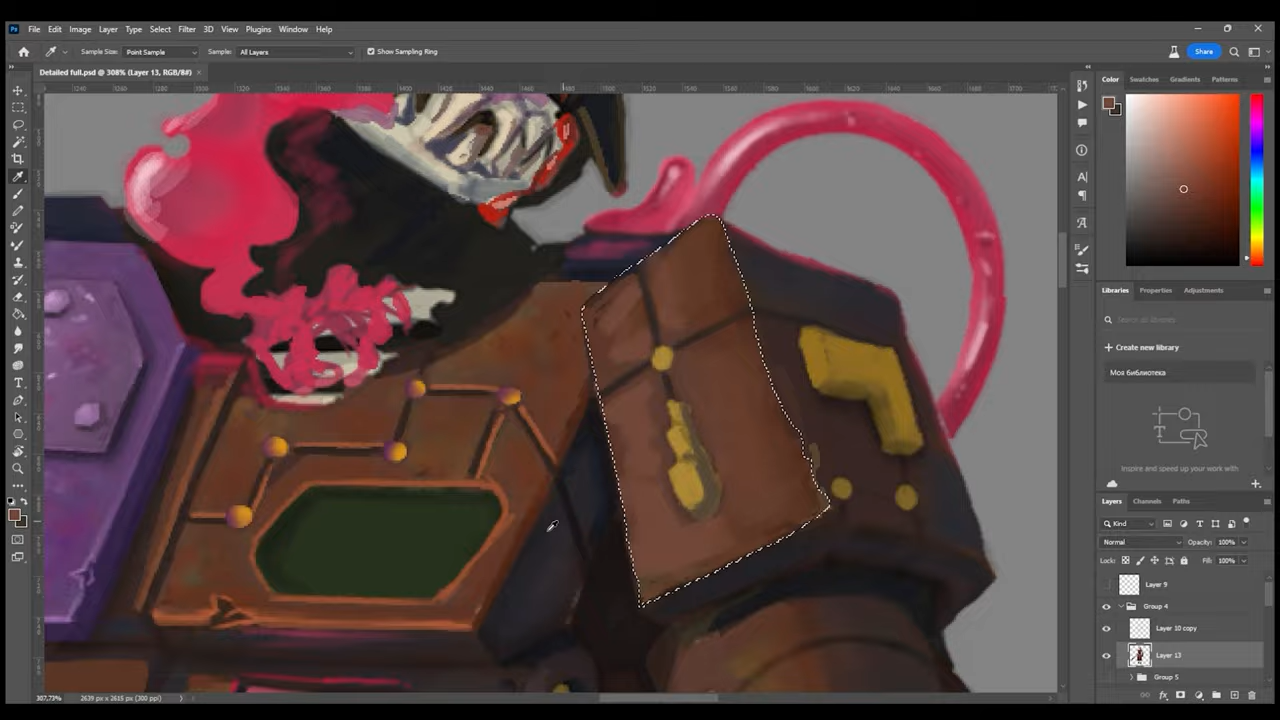 Ps File Edit Image Layer Type Select Filter 3D View Plugins Window Help
Sample Size: Point Sample Sample: All Layers Show Sampling Ring Share
Detailed full.psd @ 308% (Layer 13, RGB/8#) ×
Color Swatches Gradients Patterns
Libraries Properties Adjustments
Create new library
Моя библиотека
Inspire and speed up your work with
Layers Channels Paths
Kind
Normal Opacity: 100%
Lock: Fill: 100%
Layer 9
Group 4
Layer 10 copy
Layer 13
Group 5
307,73% 2639 px x 2615 px (300 ppi)